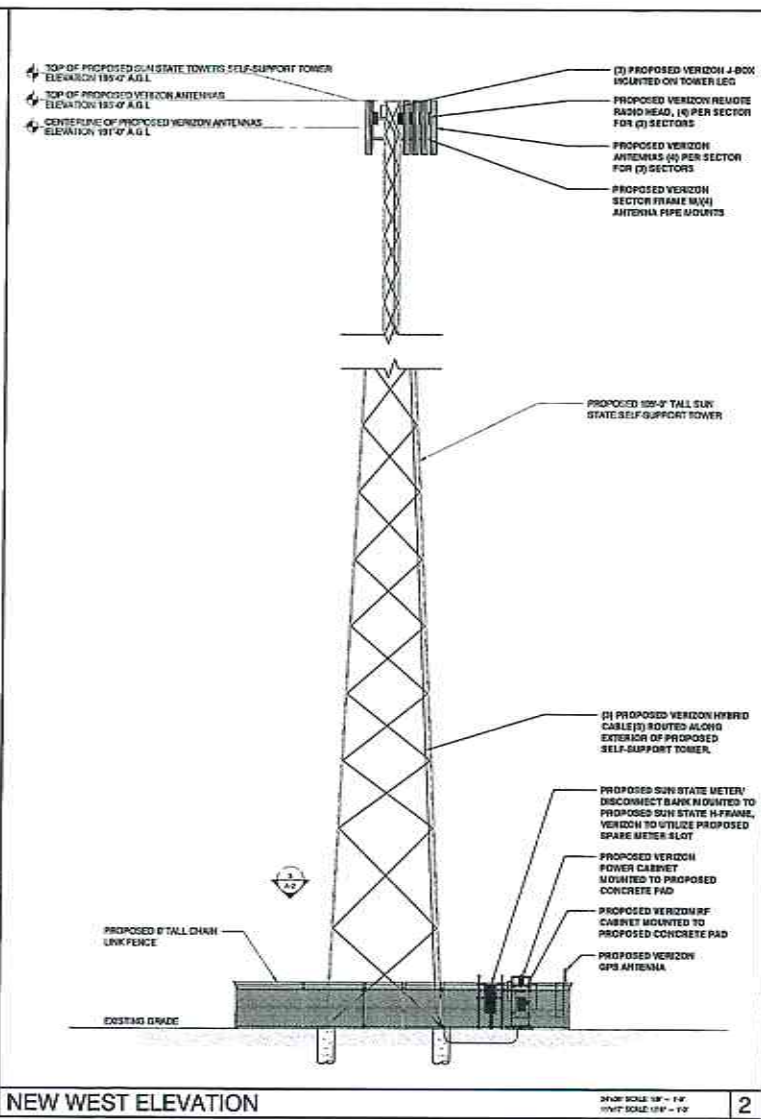 TOP OF PROPOSED SUN STATE TOWERS SELF-SUPPORT TOWER
ELEVATION 195'-0" A.G.L
TOP OF PROPOSED VERIZON ANTENNAS
ELEVATION A.G.L
CENTERLINE OF PROPOSED VERIZON ANTENNAS
ELEVATION 191'-0" A.G.L
(3) PROPOSED VERIZON J-BOX
MOUNTED ON TOWER LEG
PROPOSED VERIZON REMOTE
RADIO HEAD, (4) PER SECTOR
FOR (3) SECTORS
PROPOSED VERIZON
ANTENNAS (4) PER SECTOR
FOR (3) SECTORS
PROPOSED VERIZON
SECTOR FRAME W/(4)
ANTENNA PIPE MOUNTS
PROPOSED 195'-0" TALL SUN
STATE SELF-SUPPORT TOWER
(3) PROPOSED VERIZON HYBRID
CABLE(S) ROUTED ALONG
EXTERIOR OF PROPOSED
SELF-SUPPORT TOWER.
PROPOSED SUN STATE METER/
DISCONNECT BANK MOUNTED TO
PROPOSED SUN STATE H-FRAME,
VERIZON TO UTILIZE PROPOSED
SPARE METER SLOT
PROPOSED VERIZON
POWER CABINET
MOUNTED TO PROPOSED
CONCRETE PAD
PROPOSED VERIZON RF
CABINET MOUNTED TO
PROPOSED CONCRETE PAD
PROPOSED VERIZON
GPS ANTENNA
3
A-2
PROPOSED TALL CHAIN
LINK FENCE
EXISTING GRADE
NEW WEST ELEVATION
2